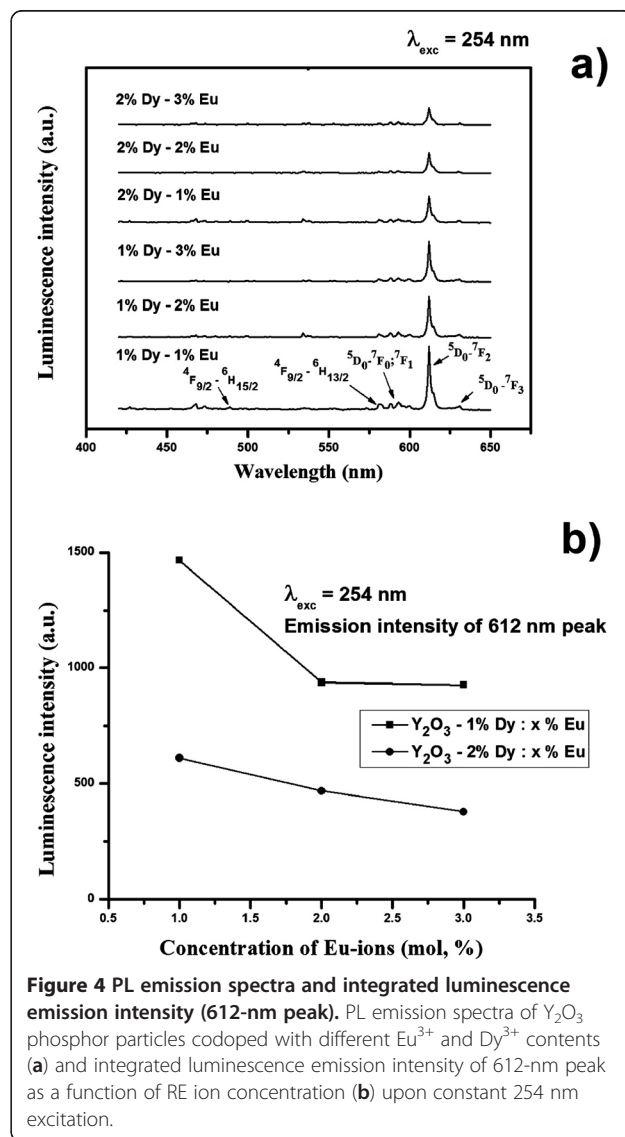 λexc = 254 nm
a)
Luminescence intensity (a.u.)
2% Dy - 3% Eu
2% Dy - 2% Eu
2% Dy - 1% Eu
1% Dy - 3% Eu
1% Dy - 2% Eu
1% Dy - 1% Eu
⁴F9/2 - ⁶H15/2
⁴F9/2 - ⁶H13/2
⁵D0-⁷F0;⁷F1
⁵D0-⁷F2
⁵D0-⁷F3
400 450 500 550 600 650
Wavelength (nm)
b)
Luminescence intensity (a.u.)
1500
1000
500
0
λexc = 254 nm
Emission intensity of 612 nm peak
Y2O3 - 1% Dy : x % Eu
Y2O3 - 2% Dy : x % Eu
0.5 1.0 1.5 2.0 2.5 3.0 3.5
Concentration of Eu-ions (mol, %)
Figure 4 PL emission spectra and integrated luminescence
emission intensity (612-nm peak). PL emission spectra of Y2O3
phosphor particles codoped with different Eu³⁺ and Dy³⁺ contents
(a) and integrated luminescence emission intensity of 612-nm peak
as a function of RE ion concentration (b) upon constant 254 nm
excitation.